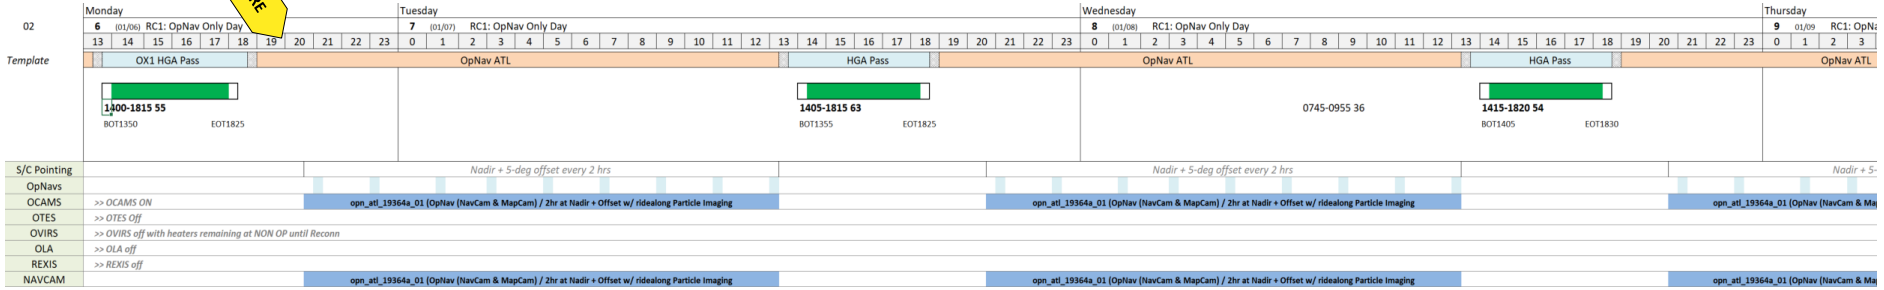 RE
Monday Tuesday Wednesday Thursday
02 6 (01/06) RC1: OpNav Only Day 7 (01/07) RC1: OpNav Only Day 8 (01/08) RC1: OpNav Only Day 9 01/09 RC1: OpNa
13 14 15 16 17 18 19 20 21 22 23 0 1 2 3 4 5 6 7 8 9 10 11 12 13 14 15 16 17 18 19 20 21 22 23 0 1 2 3 4 5 6 7 8 9 10 11 12 13 14 15 16 17 18 19 20 21 22 23 0 1 2 3
Template OX1 HGA Pass OpNav ATL HGA Pass OpNav ATL HGA Pass OpNav ATL
1400-1815 55 1405-1815 63 0745-0955 36 1415-1820 54
BOT1350 EOT1825 BOT1355 EOT1825 BOT1405 EOT1830
S/C Pointing Nadir + 5-deg offset every 2 hrs Nadir + 5-deg offset every 2 hrs Nadir + 5-
OpNavs
OCAMS >> OCAMS ON opn_atl_19364a_01 (OpNav (NavCam & MapCam) / 2hr at Nadir + Offset w/ ridealong Particle Imaging opn_atl_19364a_01 (OpNav (NavCam & MapCam) / 2hr at Nadir + Offset w/ ridealong Particle Imaging opn_atl_19364a_01 (OpNav (NavCam & Ma
OTES >> OTES Off
OVIRS >> OVIRS off with heaters remaining at NON OP until Reconn
OLA >> OLA off
REXIS >> REXIS off
NAVCAM opn_atl_19364a_01 (OpNav (NavCam & MapCam) / 2hr at Nadir + Offset w/ ridealong Particle Imaging opn_atl_19364a_01 (OpNav (NavCam & MapCam) / 2hr at Nadir + Offset w/ ridealong Particle Imaging opn_atl_19364a_01 (OpNav (NavCam & Ma